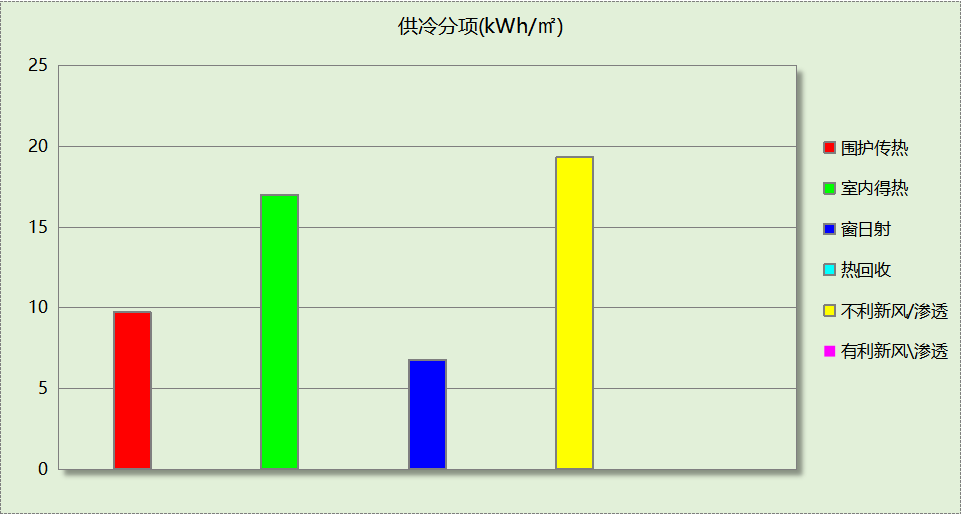 供冷分项(kWh/㎡)
25
20
15
10
5
0
围护传热
室内得热
窗日射
热回收
不利新风/渗透
有利新风\渗透